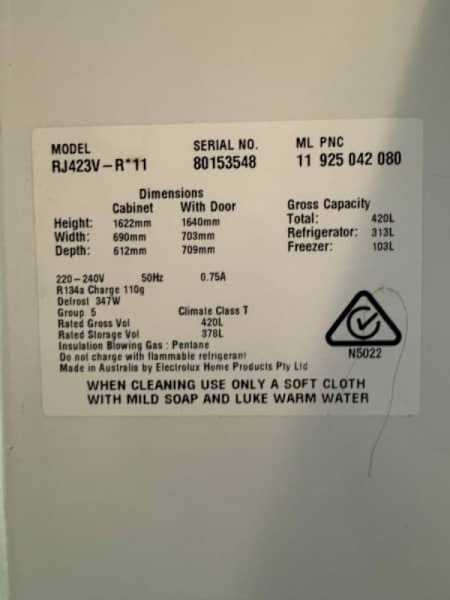 MODEL SERIAL NO. ML PNC
RJ423V-R*11 80153548 11 925 042 080
Dimensions
Cabinet With Door
Height: 1622mm 1640mm
Width: 690mm 703mm
Depth: 612mm 709mm
Gross Capacity
Total: 420L
Refrigerator: 313L
Freezer: 103L
220-240V 50Hz 0.75A
R134a Charge 110g
Defrost 347W
Group 5 Climate Class T
Rated Gross Vol 420L
Rated Storage Vol 378L
Insulation Blowing Gas : Pentane
Do not charge with flammable refrigerant
Made in Australia by Electrolux Home Products Pty Ltd
N5022
WHEN CLEANING USE ONLY A SOFT CLOTH
WITH MILD SOAP AND LUKE WARM WATER